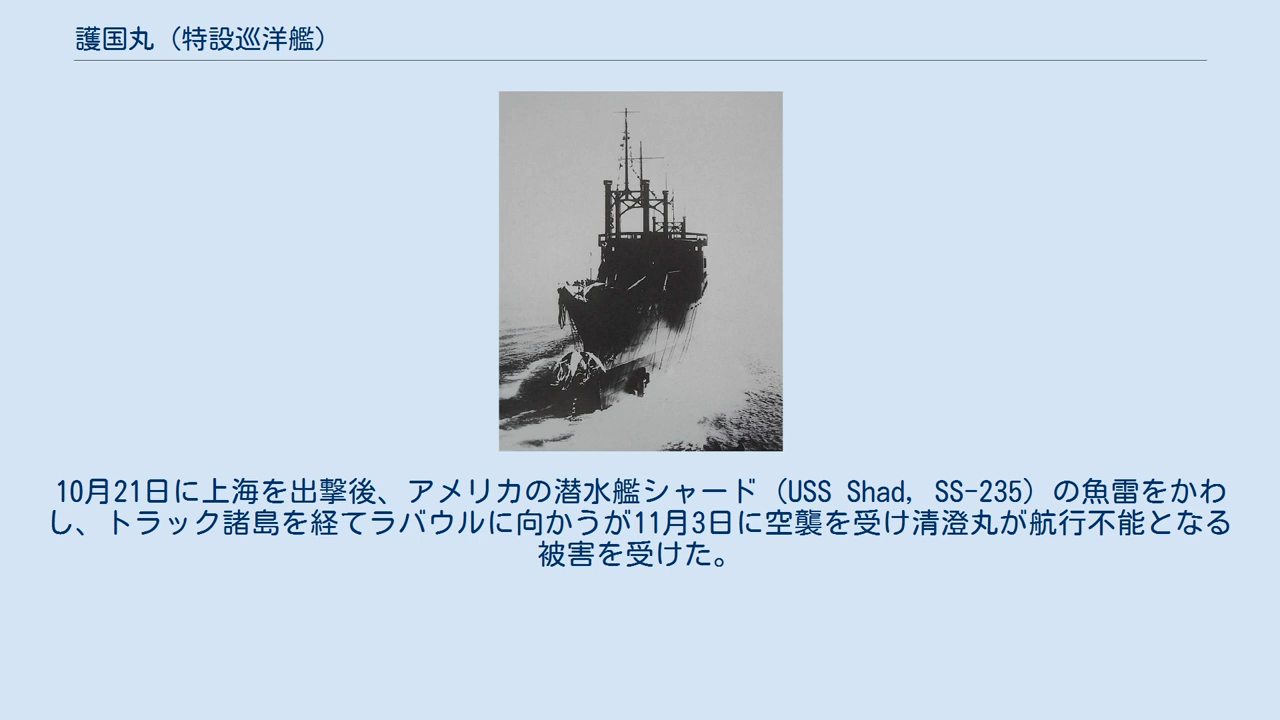 護国丸（特設巡洋艦）
10月21日に上海を出撃後、アメリカの潜水艦シャード（USS Shad, SS-235）の魚雷をかわ
し、トラック諸島を経てラバウルに向かうが11月3日に空襲を受け清澄丸が航行不能となる
被害を受けた。